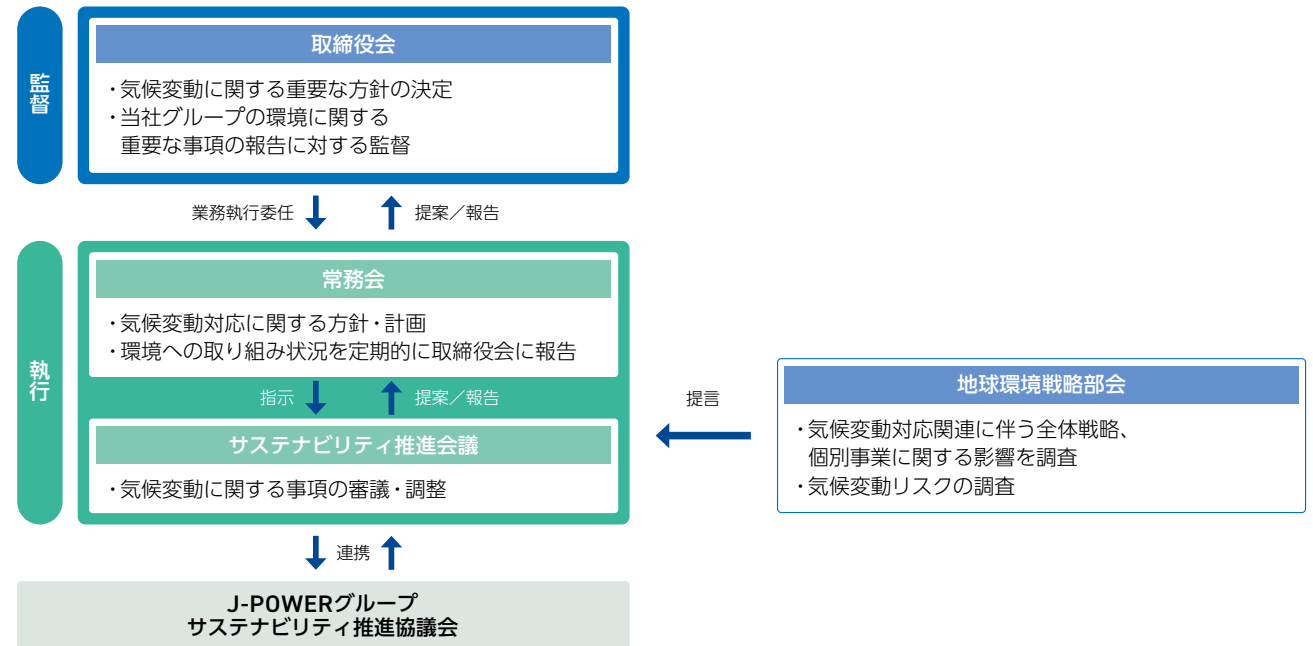 監督
取締役会
・気候変動に関する重要な方針の決定
・当社グループの環境に関する
重要な事項の報告に対する監督
業務執行委任
提案／報告
執行
常務会
・気候変動対応に関する方針・計画
・環境への取り組み状況を定期的に取締役会に報告
指示
提案／報告
サステナビリティ推進会議
・気候変動に関する事項の審議・調整
提言
地球環境戦略部会
・気候変動対応関連に伴う全体戦略、
個別事業に関する影響を調査
・気候変動リスクの調査
連携
J-POWERグループ
サステナビリティ推進協議会